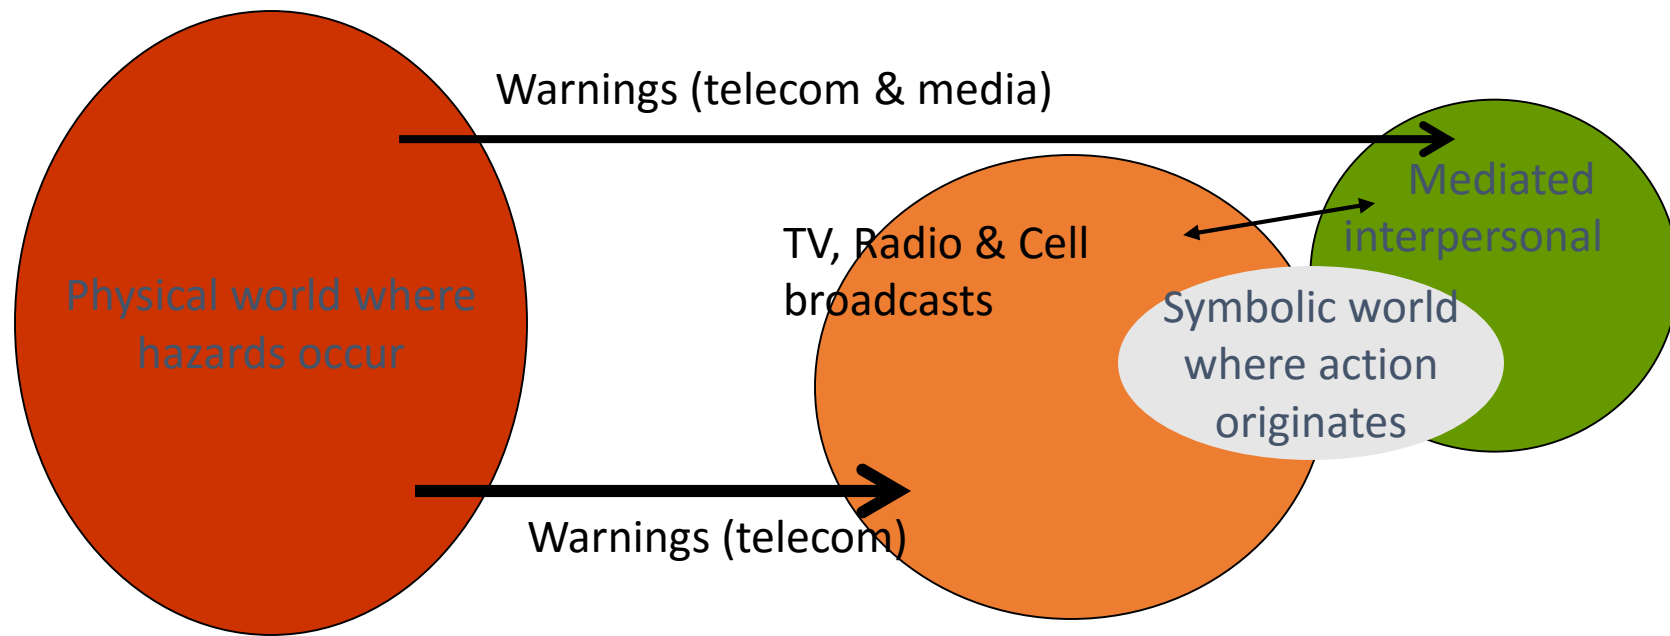 Warnings (telecom & media)
Mediated
interpersonal
TV, Radio & Cell
broadcasts
Physical world where
hazards occur
Symbolic world
where action
originates
Warnings (telecom)